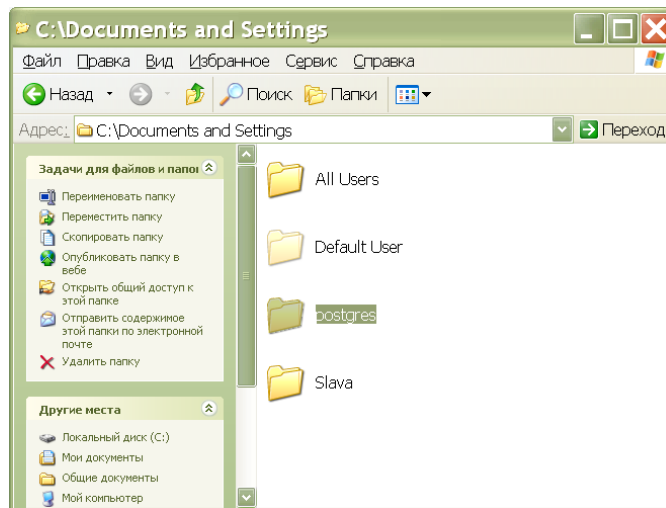 C:\Documents and Settings
Файл Правка Вид Избранное Сервис Справка
Назад Поиск Папки
Адрес: C:\Documents and Settings Переход
Задачи для файлов и папо
Переименовать папку
Переместить папку
Скопировать папку
Опубликовать папку в
вебе
Открыть общий доступ к
этой папке
Отправить содержимое
этой папки по электронной
почте
Удалить папку
Другие места
Локальный диск (C:)
Мои документы
Общие документы
Мой компьютер
All Users
Default User
postgres
Slava